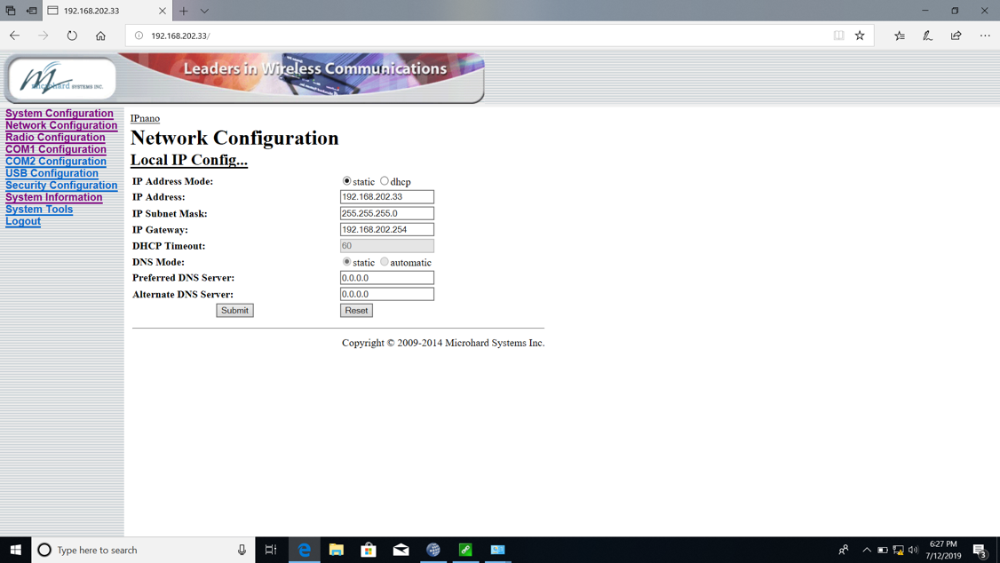 192.168.202.33
192.168.202.33/
Leaders in Wireless Communications
microhard SYSTEMS INC.
System Configuration
Network Configuration
Radio Configuration
COM1 Configuration
COM2 Configuration
USB Configuration
Security Configuration
System Information
System Tools
Logout
IPnano
Network Configuration
Local IP Config...
IP Address Mode: static dhcp
IP Address: 192.168.202.33
IP Subnet Mask: 255.255.255.0
IP Gateway: 192.168.202.254
DHCP Timeout: 60
DNS Mode: static automatic
Preferred DNS Server: 0.0.0.0
Alternate DNS Server: 0.0.0.0
Submit Reset
Copyright © 2009-2014 Microhard Systems Inc.
Type here to search
6:27 PM
7/12/2019
3